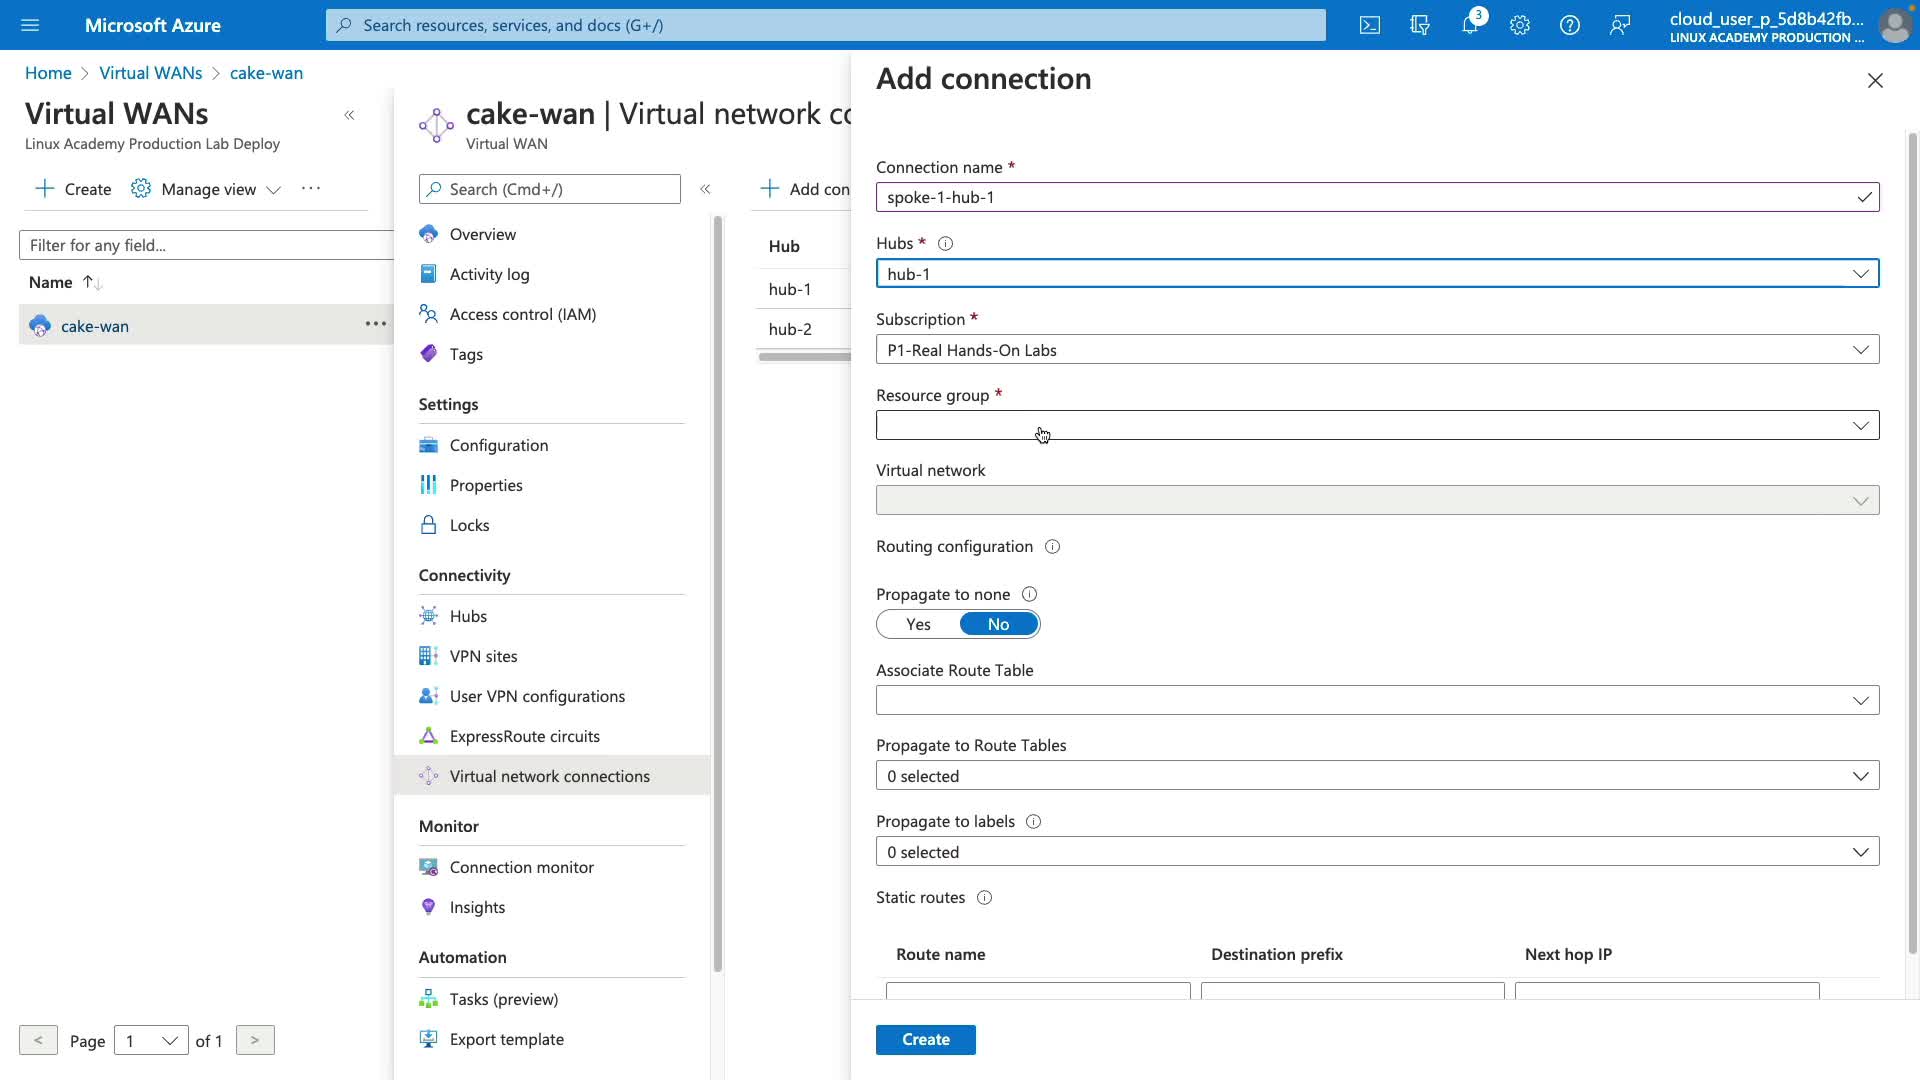 Microsoft Azure
Search resources, services, and docs (G+/)
3
cloud_user_p_5d8b42fb...
LINUX ACADEMY PRODUCTION ...
Home > Virtual WANs > cake-wan
Virtual WANs
Linux Academy Production Lab Deploy
Create
Manage view
Filter for any field...
Name
cake-wan
Page 1 of 1
cake-wan | Virtual network co
Virtual WAN
Search (Cmd+/)
Overview
Activity log
Access control (IAM)
Tags
Settings
Configuration
Properties
Locks
Connectivity
Hubs
VPN sites
User VPN configurations
ExpressRoute circuits
Virtual network connections
Monitor
Connection monitor
Insights
Automation
Tasks (preview)
Export template
Add con
Hub
hub-1
hub-2
Add connection
Connection name *
spoke-1-hub-1
Hubs *
hub-1
Subscription *
P1-Real Hands-On Labs
Resource group *
Virtual network
Routing configuration
Propagate to none
Yes No
Associate Route Table
Propagate to Route Tables
0 selected
Propagate to labels
0 selected
Static routes
Route name Destination prefix Next hop IP
Create